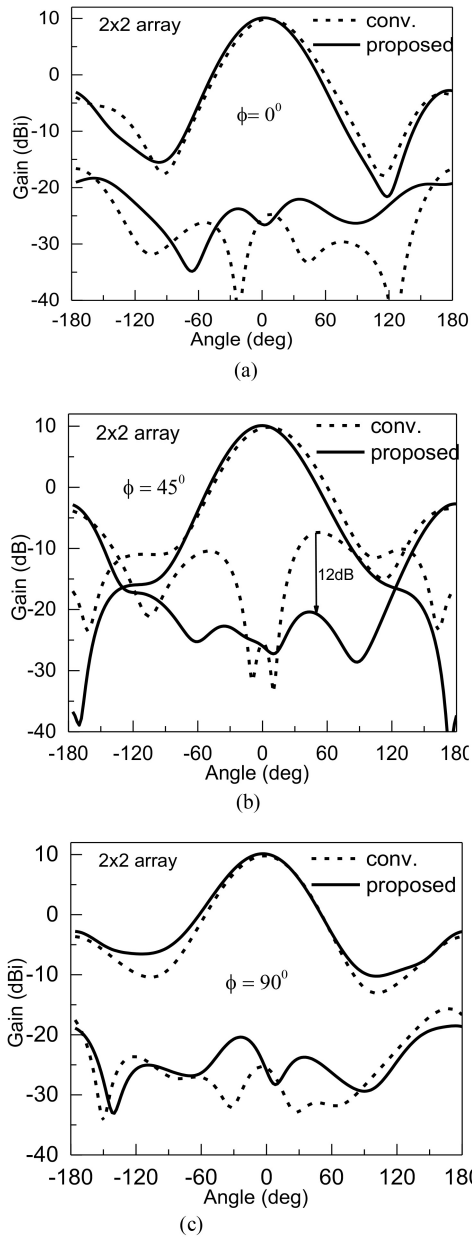 2x2 array
conv.
proposed
ϕ= 0⁰
Gain (dBi)
10
0
-10
-20
-30
-40
-180 -120 -60 0 60 120 180
Angle (deg)
(a)
2x2 array
conv.
proposed
ϕ = 45⁰
12dB
Gain (dB)
10
0
-10
-20
-30
-40
-180 -120 -60 0 60 120 180
Angle (deg)
(b)
2x2 array
conv.
proposed
ϕ = 90⁰
Gain (dBi)
10
0
-10
-20
-30
-40
-180 -120 -60 0 60 120 180
Angle (deg)
(c)